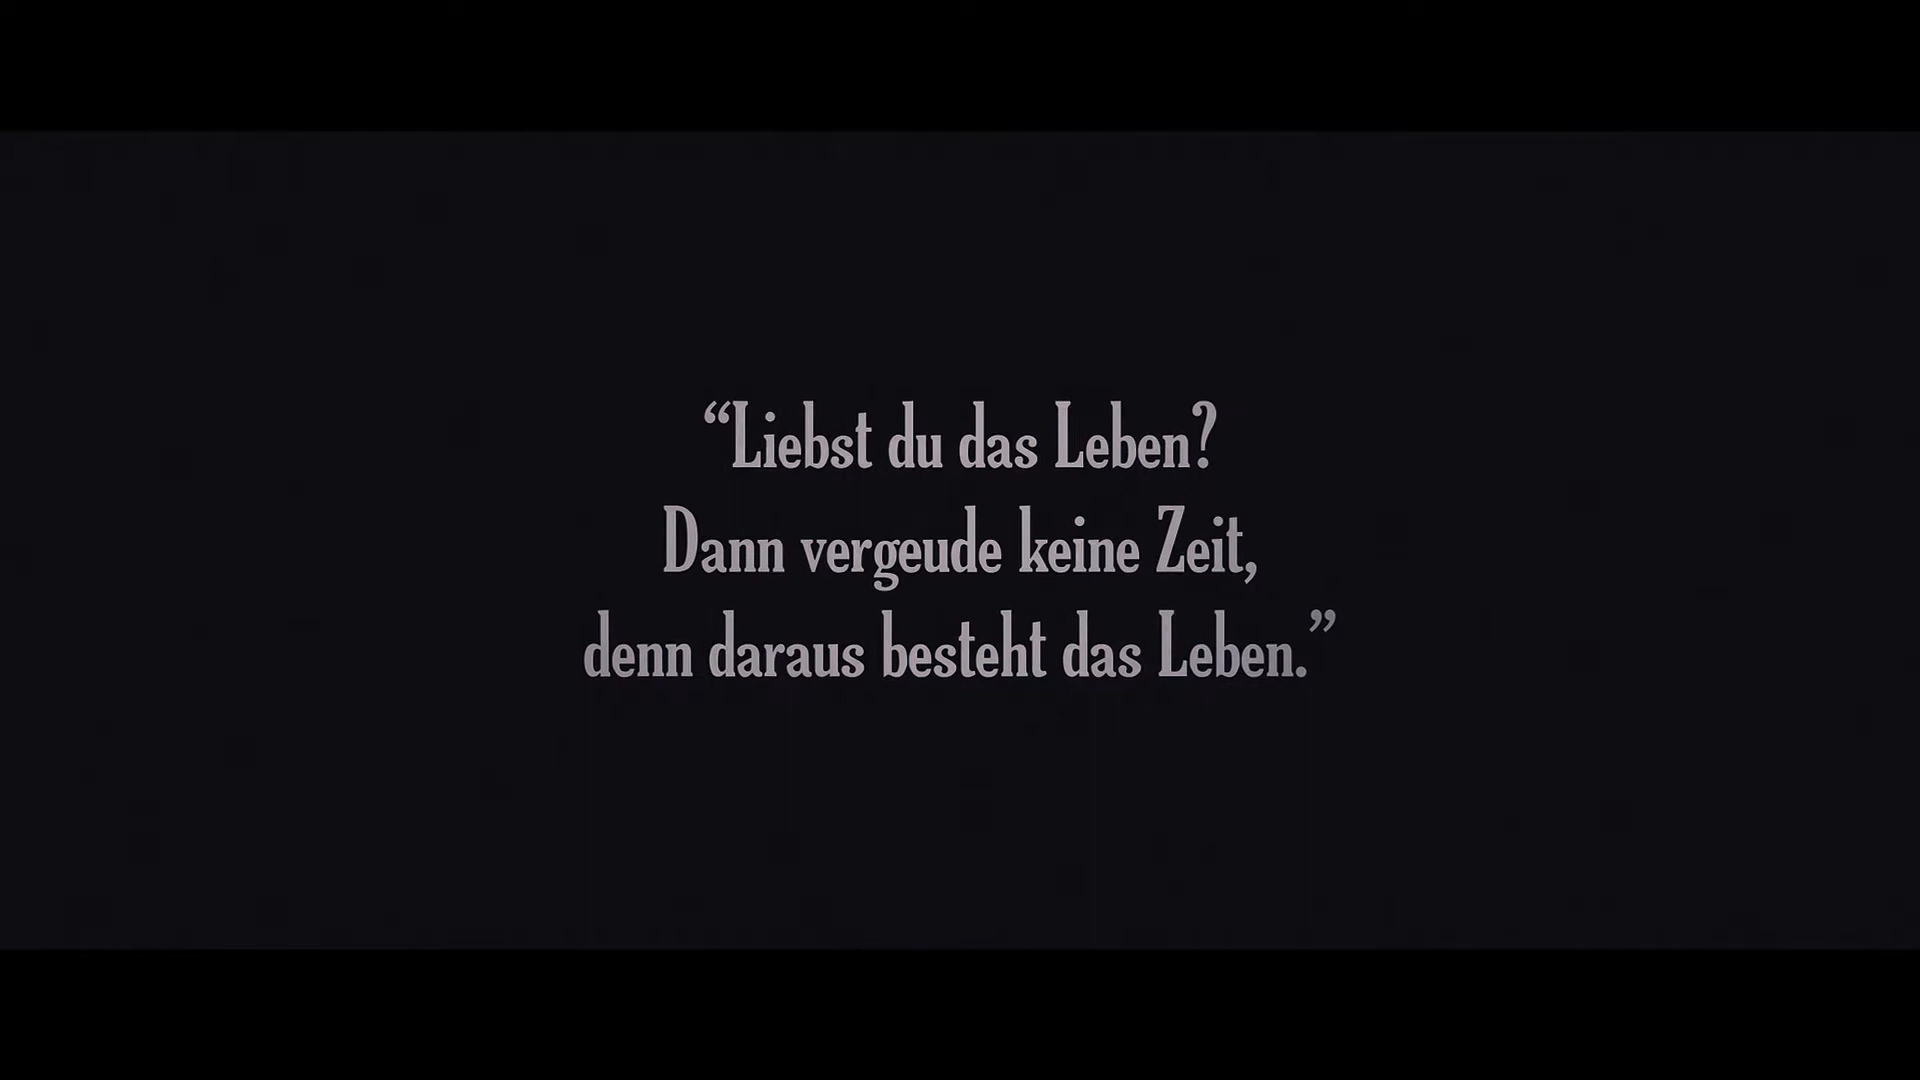 “Liebst du das Leben?
Dann vergeude keine Zeit,
denn daraus besteht das Leben.”